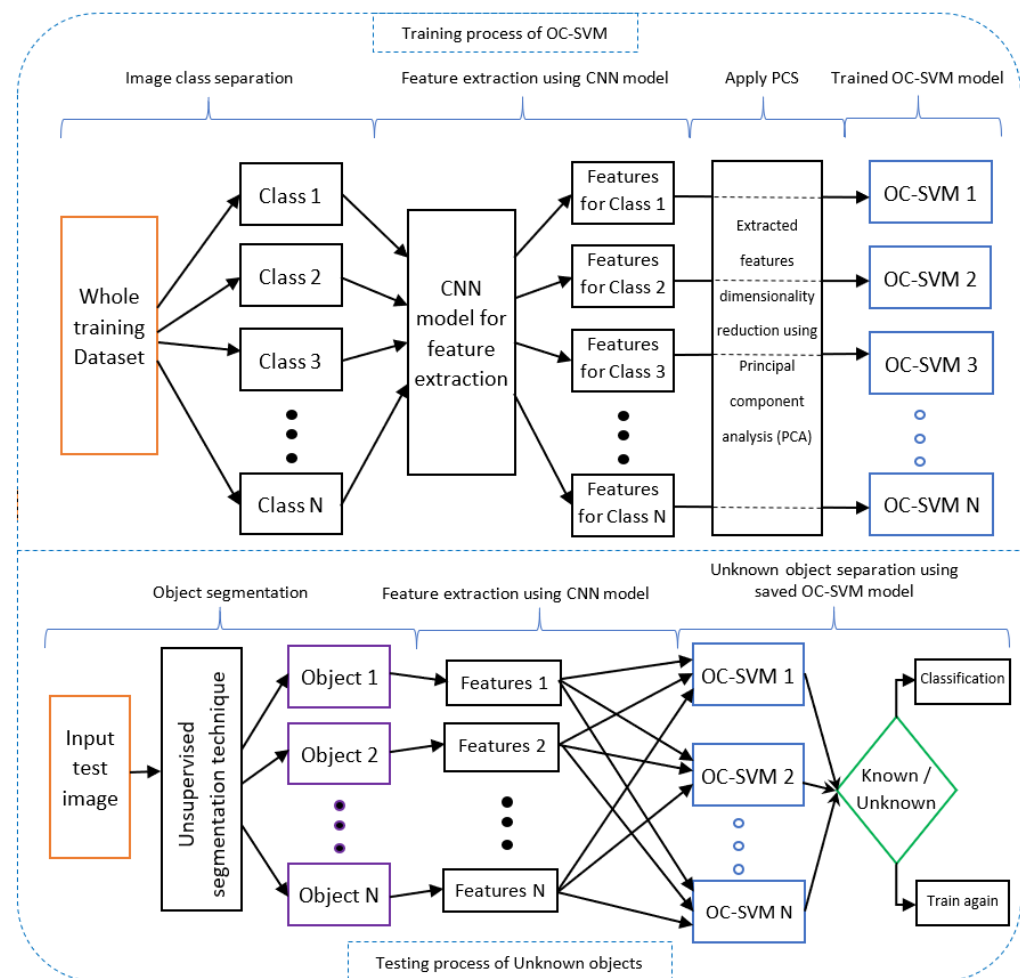 Training process of OC-SVM
Image class separation
Feature extraction using CNN model
Apply PCS
Trained OC-SVM model
Whole
training
Dataset
Class 1
Class 2
Class 3
Class N
CNN
model for
feature
extraction
Features
for Class 1
Features
for Class 2
Features
for Class 3
Features
for Class N
Extracted
features
dimensionality
reduction using
Principal
component
analysis (PCA)
OC-SVM 1
OC-SVM 2
OC-SVM 3
OC-SVM N
Object segmentation
Feature extraction using CNN model
Unknown object separation using
saved OC-SVM model
Input
test
image
Unsupervised
segmentation technique
Object 1
Object 2
Object N
Features 1
Features 2
Features N
OC-SVM 1
OC-SVM 2
OC-SVM N
Known /
Unknown
Classification
Train again
Testing process of Unknown objects